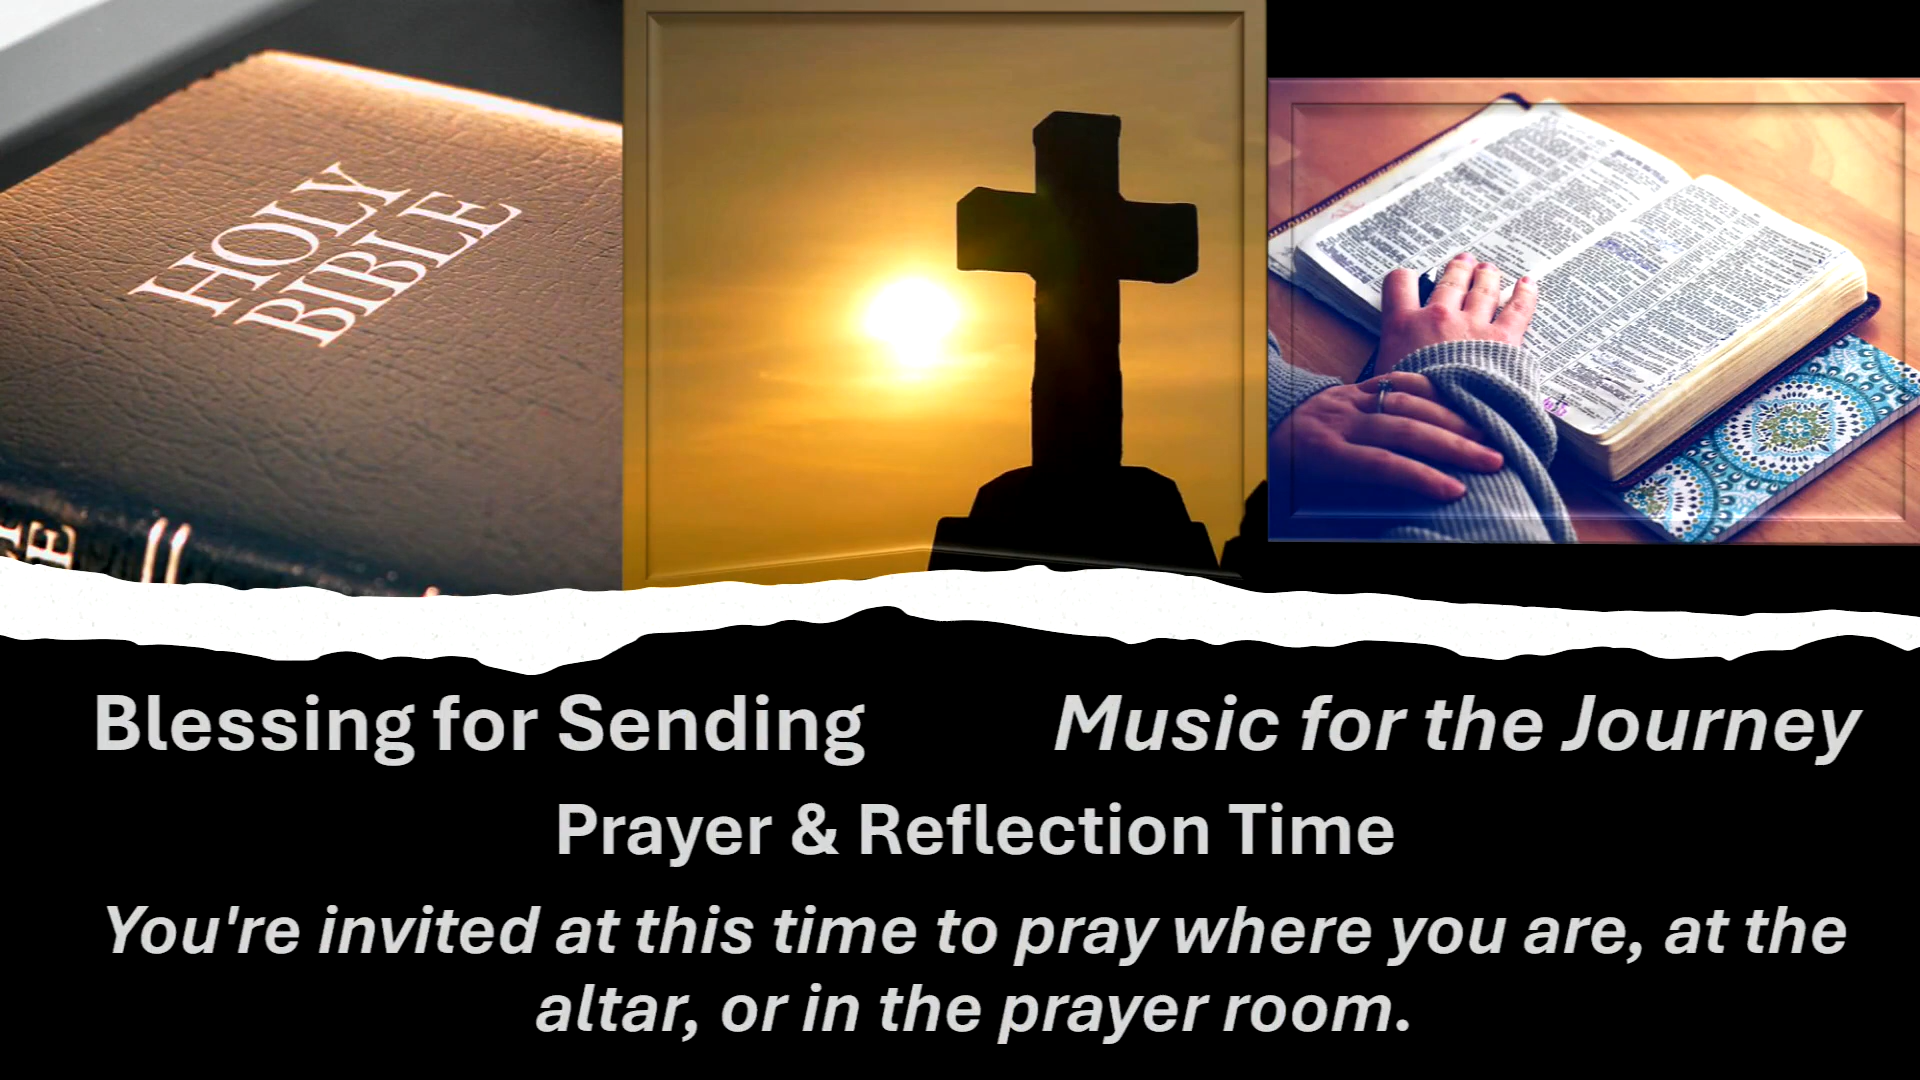 HOLY
BIBLE
Blessing for Sending
Music for the Journey
Prayer & Reflection Time
You're invited at this time to pray where you are, at the
altar, or in the prayer room.